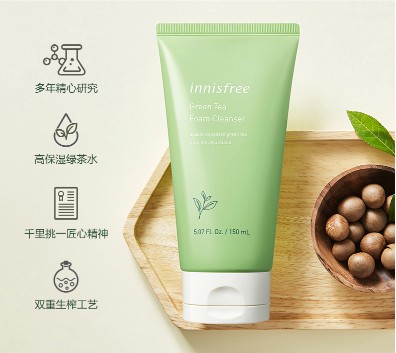 多年精心研究
高保湿绿茶水
千里挑一匠心精神
双重生榨工艺
innisfree
Green Tea
Foam Cleanser
5.07 Fl. Oz. / 150 mL